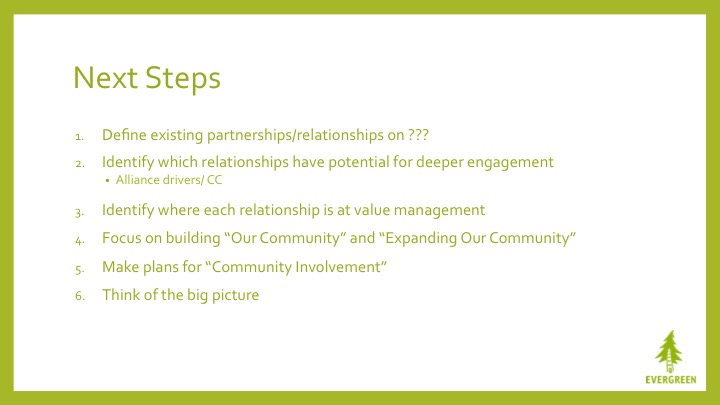 Next Steps
1. Define existing partnerships/relationships on ???
2. Identify which relationships have potential for deeper engagement
▪ Alliance drivers/ CC
3. Identify where each relationship is at value management
4. Focus on building “Our Community” and “Expanding Our Community”
5. Make plans for “Community Involvement”
6. Think of the big picture
EVERGREEN